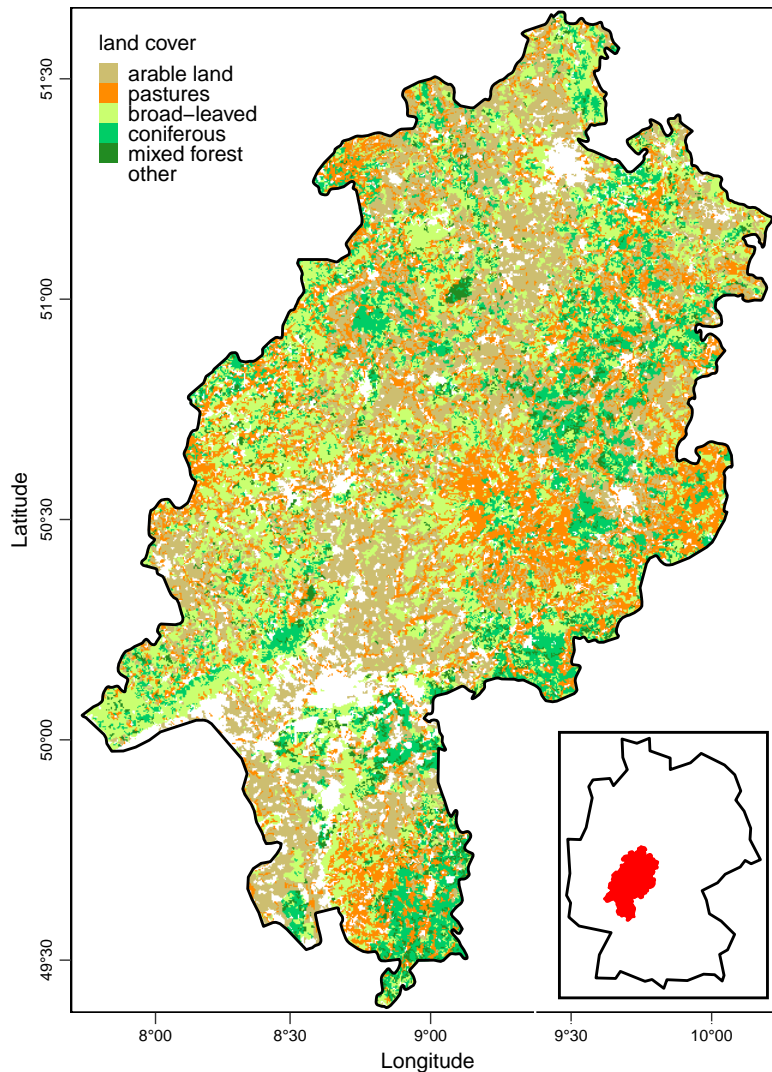 land cover
arable land
pastures
broad−leaved
coniferous
mixed forest
other
51°30
51°00
50°30
50°00
49°30
Latitude
8°00
8°30
9°00
9°30
10°00
Longitude